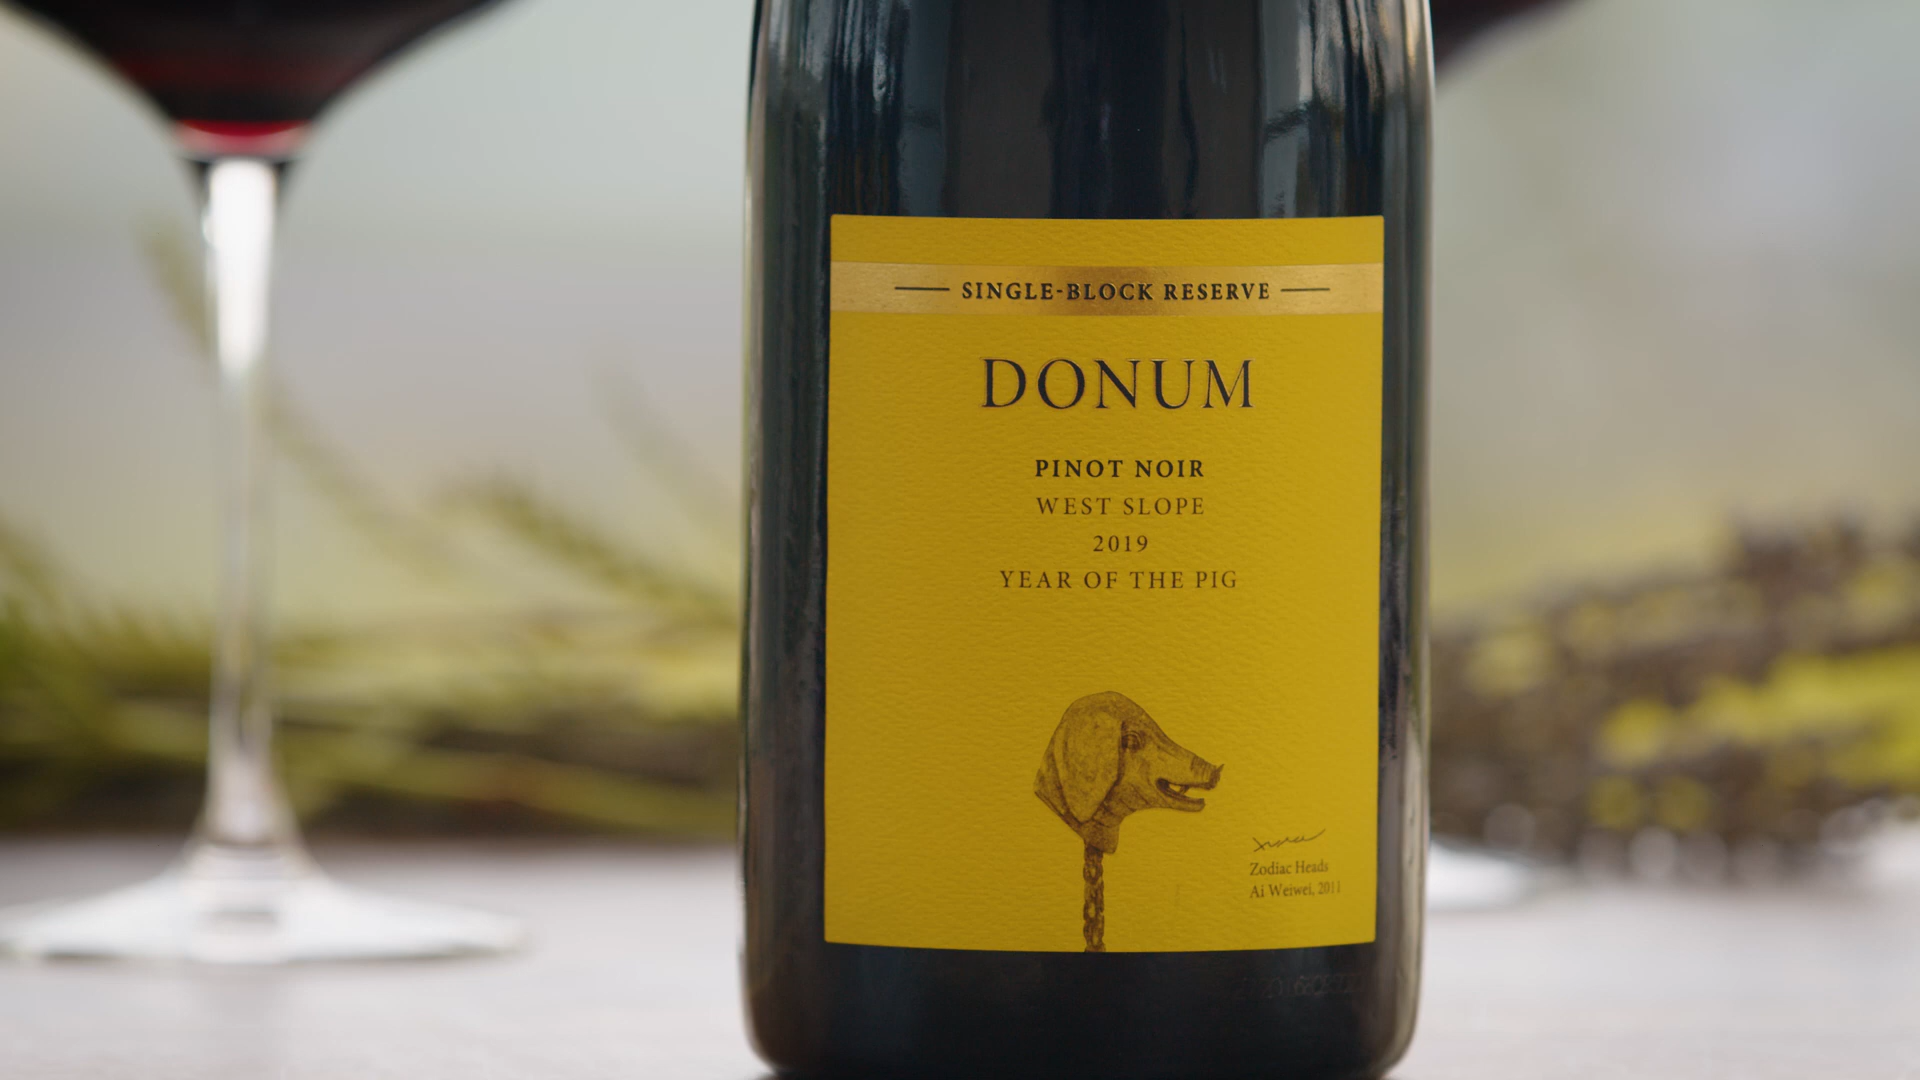 SINGLE-BLOCK RESERVE
DONUM
PINOT NOIR
WEST SLOPE
2019
YEAR OF THE PIG
Zodiac Heads
Ai Weiwei, 2011